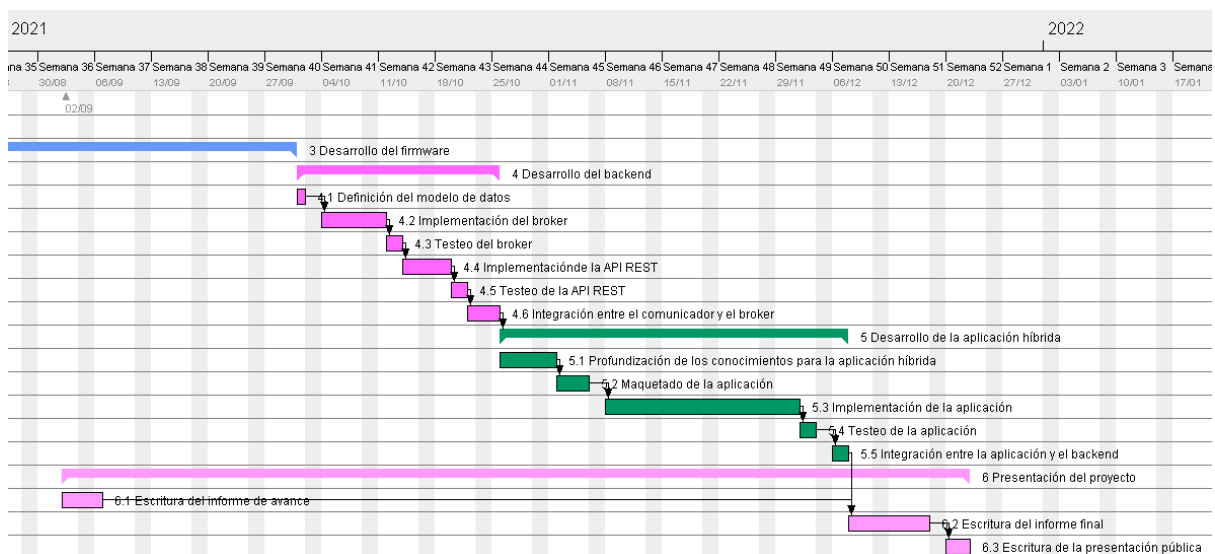 2021
2022
ana 35 Semana 36 Semana 37 Semana 38 Semana 39 Semana 40 Semana 41 Semana 42 Semana 43 Semana 44 Semana 45 Semana 46 Semana 47 Semana 48 Semana 49 Semana 50 Semana 51 Semana 52 Semana 1 Semana 2 Semana 3 Semana
30/08 06/09 13/09 20/09 27/09 04/10 11/10 18/10 25/10 01/11 08/11 15/11 22/11 29/11 06/12 13/12 20/12 27/12 03/01 10/01 17/01
02/09
3 Desarrollo del firmware
4 Desarrollo del backend
4.1 Definición del modelo de datos
4.2 Implementación del broker
4.3 Testeo del broker
4.4 Implementaciónde la API REST
4.5 Testeo de la API REST
4.6 Integración entre el comunicador y el broker
5 Desarrollo de la aplicación híbrida
5.1 Profundización de los conocimientos para la aplicación híbrida
5.2 Maquetado de la aplicación
5.3 Implementación de la aplicación
5.4 Testeo de la aplicación
5.5 Integración entre la aplicación y el backend
6 Presentación del proyecto
6.1 Escritura del informe de avance
6.2 Escritura del informe final
6.3 Escritura de la presentación pública